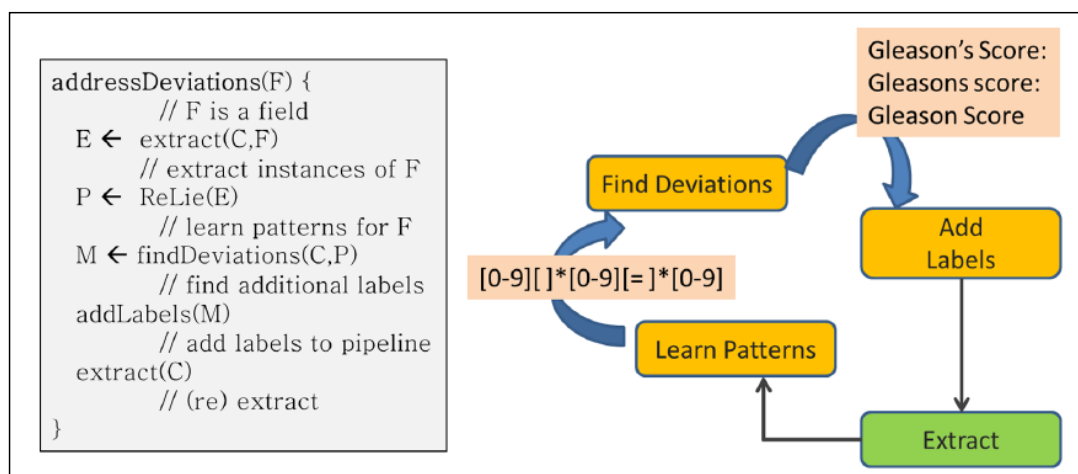 addressDeviations(F) {
// F is a field
E ← extract(C,F)
// extract instances of F
P ← ReLie(E)
// learn patterns for F
M ← findDeviations(C,P)
// find additional labels
addLabels(M)
// add labels to pipeline
extract(C)
// (re) extract
}
Gleason's Score:
Gleasons score:
Gleason Score
Find Deviations
Add
Labels
[0-9][ ]*[0-9][= ]*[0-9]
Learn Patterns
Extract